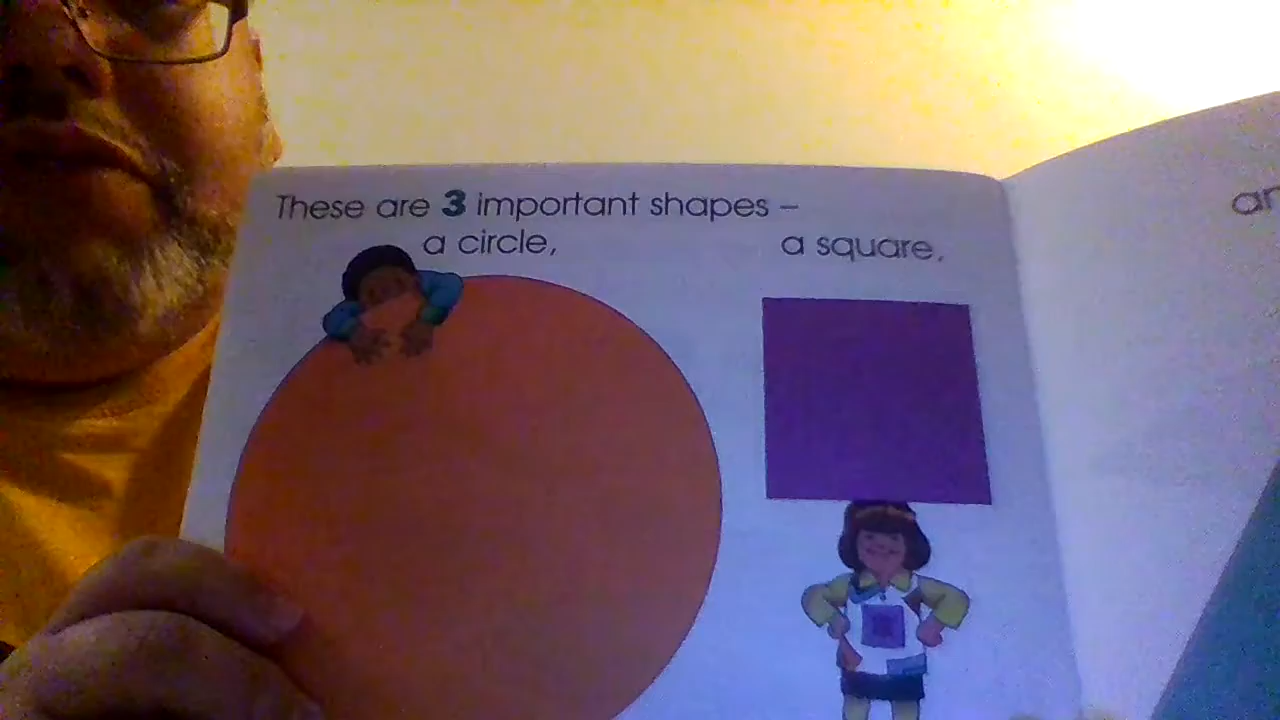 These are 3 important shapes –
a circle, a square,